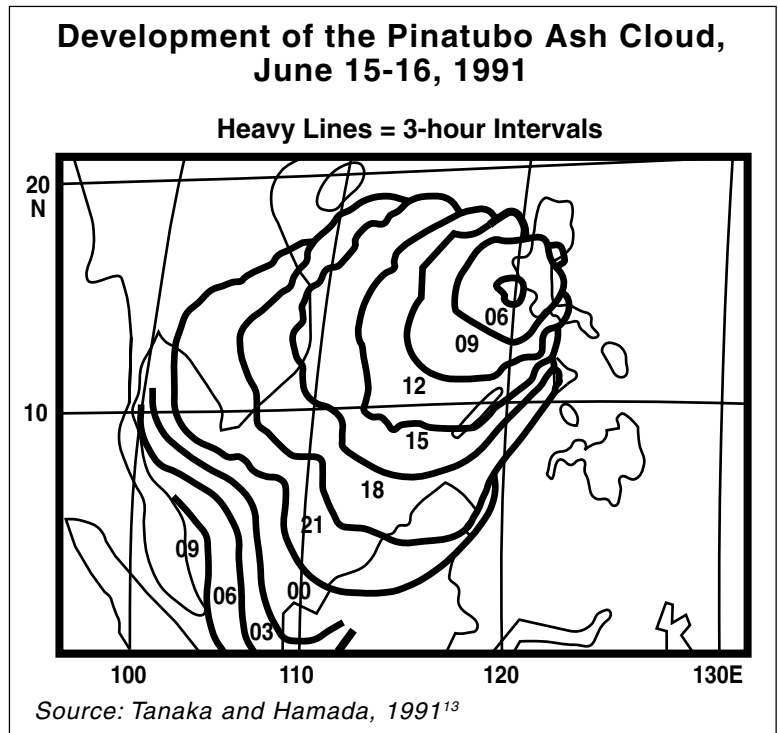 Development of the Pinatubo Ash Cloud,
June 15-16, 1991
Heavy Lines = 3-hour Intervals
20
N
06
09
12
10
15
18
21
09
00
06
03
100 110 120 130E
Source: Tanaka and Hamada, 1991¹³